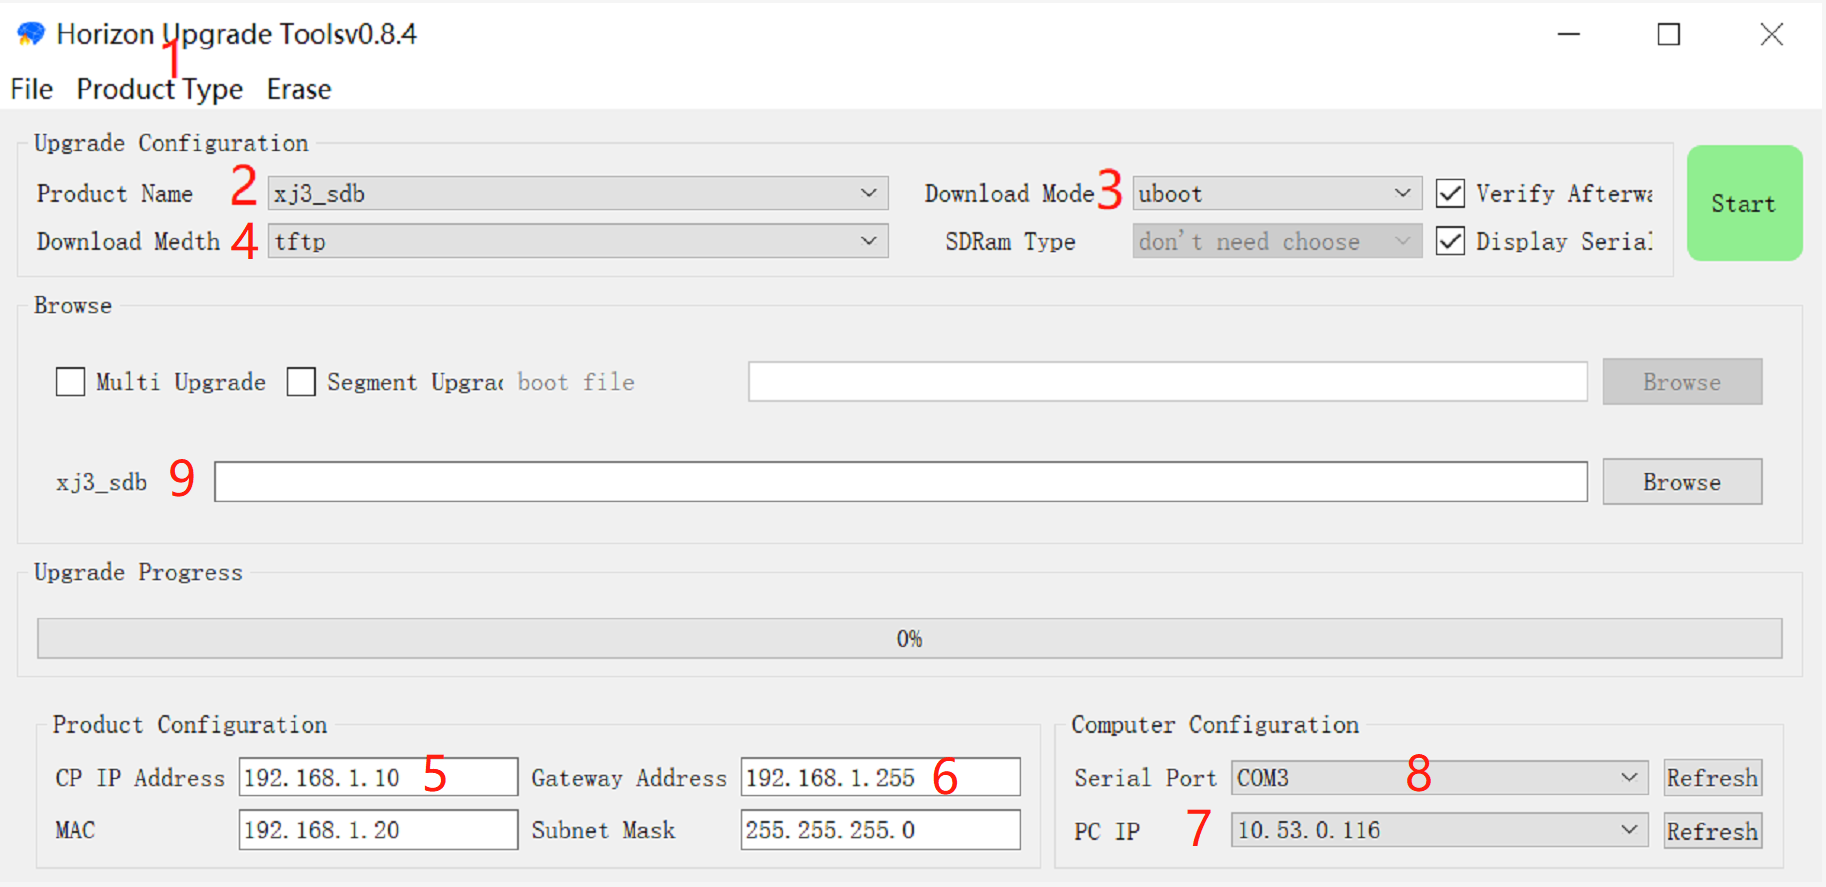 Horizon Upgrade Toolsv0.8.4
1
File Product Type Erase
Upgrade Configuration
Product Name 2 xj3_sdb Download Mode 3 uboot Verify Afterwa
Start
Download Medth 4 tftp SDRam Type don't need choose Display Serial
Browse
Multi Upgrade Segment Upgrad boot file Browse
xj3_sdb 9 Browse
Upgrade Progress
0%
Product Configuration Computer Configuration
CP IP Address 192.168.1.10 5 Gateway Address 192.168.1.255 6 Serial Port COM3 8 Refresh
MAC 192.168.1.20 Subnet Mask 255.255.255.0 PC IP 7 10.53.0.116 Refresh